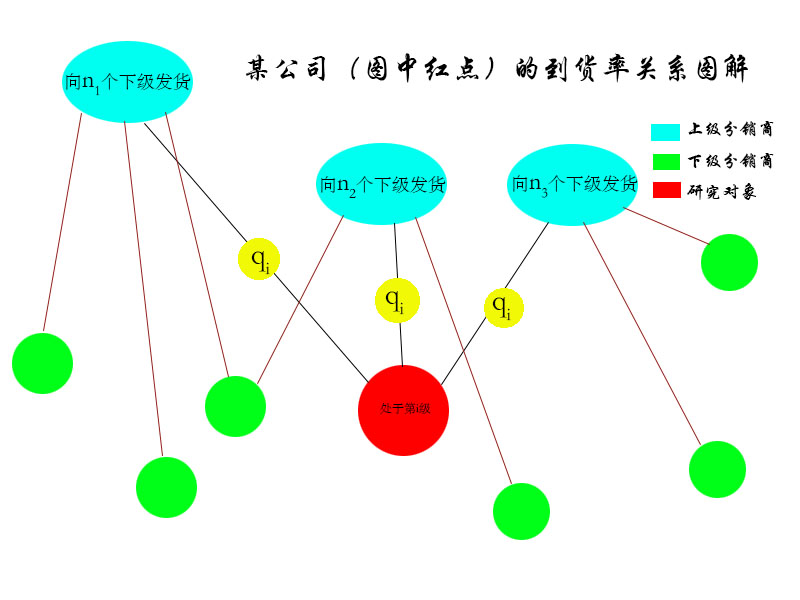 某公司（图中红点）的到货率关系图解
向n1个下级发货
上级分销商
下级分销商
研究对象
向n2个下级发货
向n3个下级发货
qi
qi
qi
处于第i级